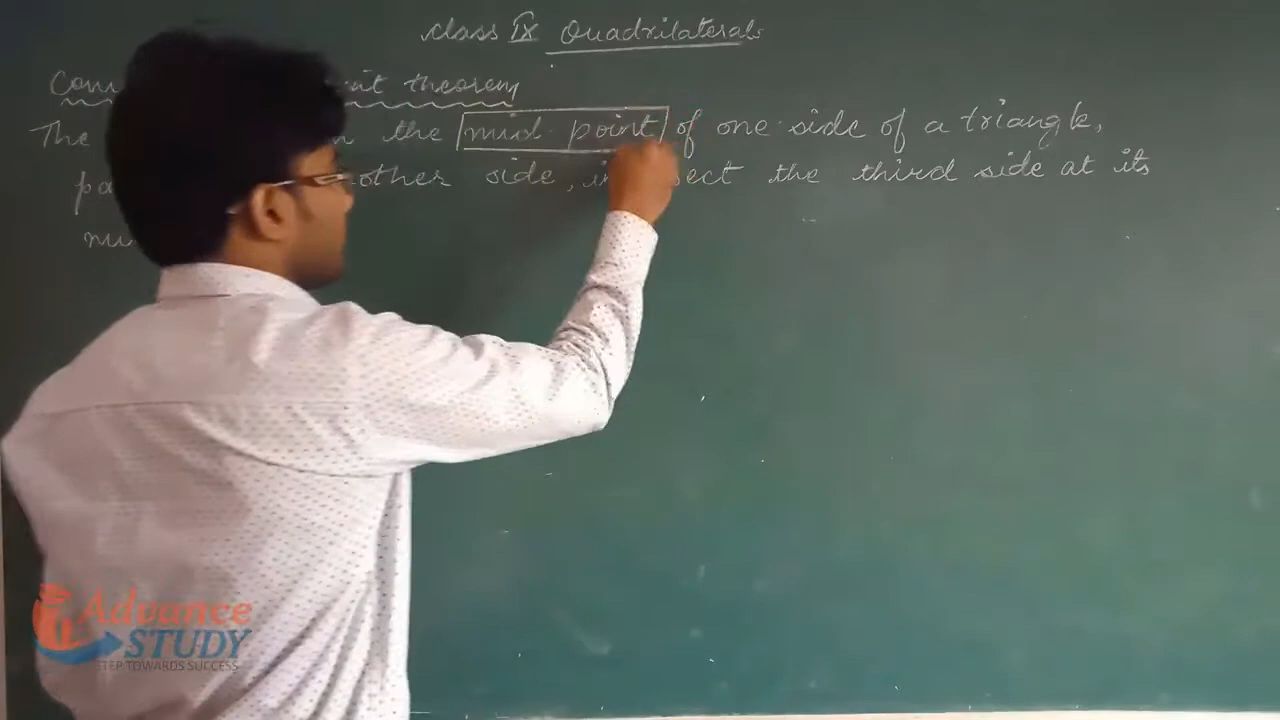 class IX Quadrilaterals
theorem
The the mid-point of one side of a triangle,
other side, the third side at its
Advance
STUDY
STEP TOWARDS SUCCESS